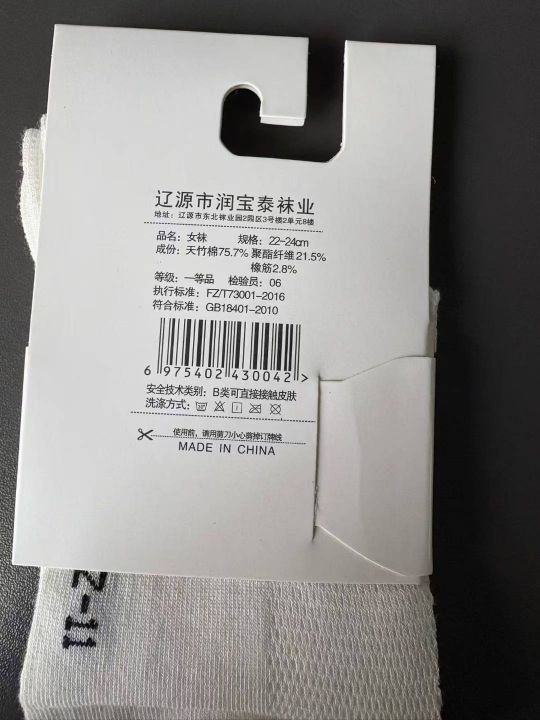 辽源市润宝泰袜业
地址：辽源市东北袜业园2园区3号楼2单元8楼
品名：女袜 规格：22-24cm
成份：天竹棉75.7% 聚酯纤维21.5%
橡筋2.8%
等级：一等品 检验员：06
执行标准：FZ/T73001-2016
符合标准：GB18401-2010
6 975402 430042 >
安全技术类别：B类可直接接触皮肤
洗涤方式：
使用前，请用剪刀小心剪掉订牌线
MADE IN CHINA